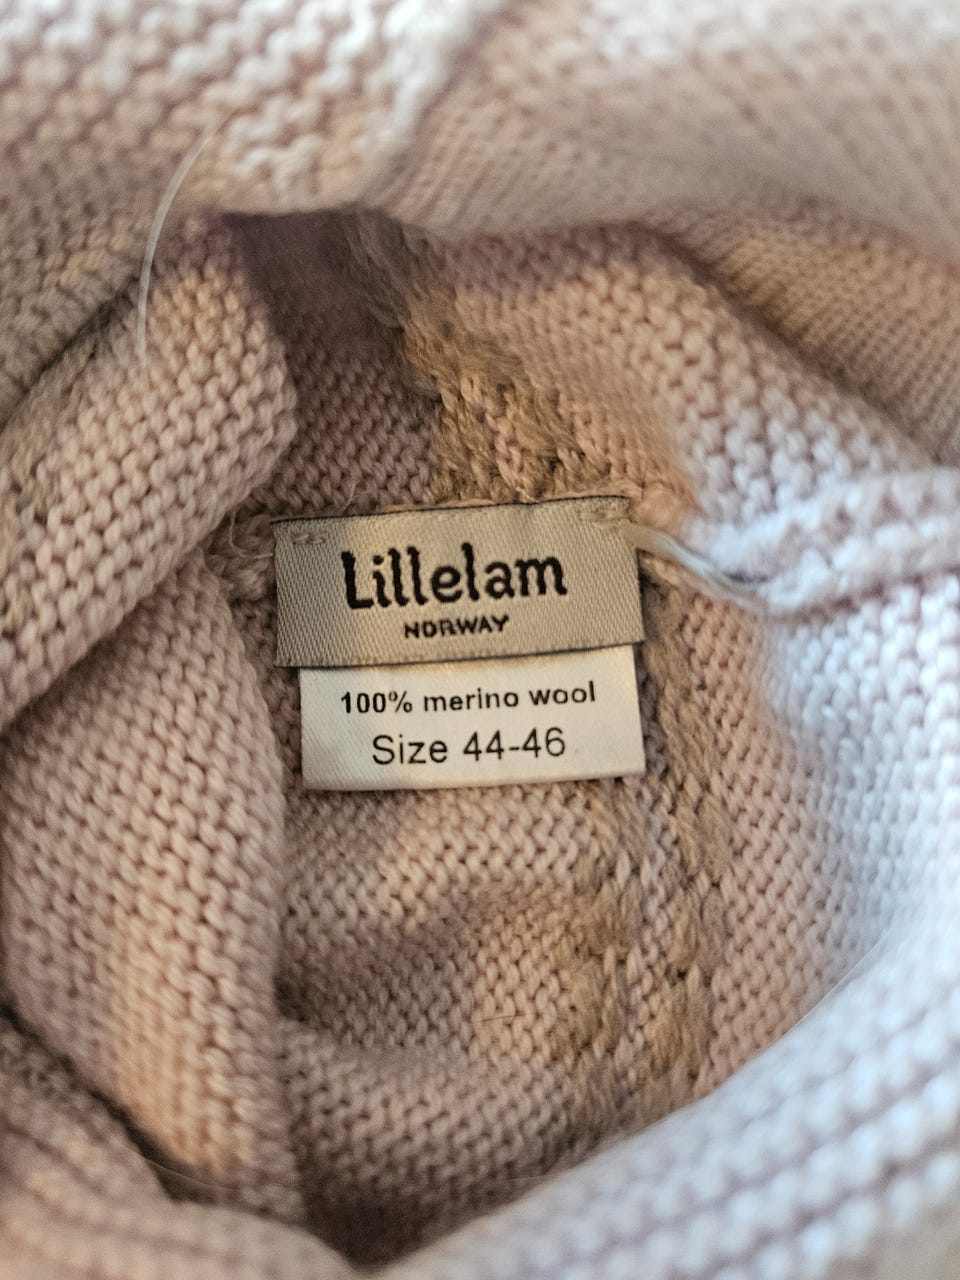 Lillelam
NORWAY
100% merino wool
Size 44-46